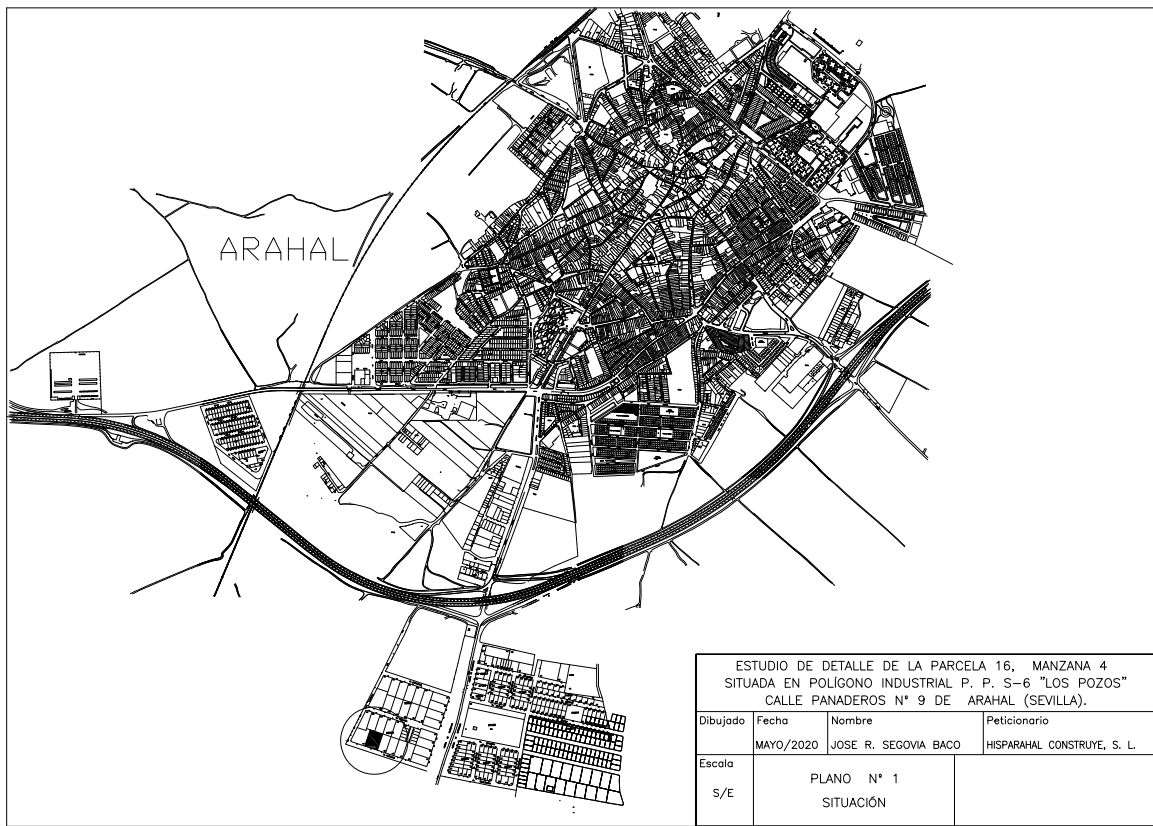 ARAHAL
ESTUDIO DE DETALLE DE LA PARCELA 16, MANZANA 4
SITUADA EN POLÍGONO INDUSTRIAL P. P. S-6 "LOS POZOS"
CALLE PANADEROS Nº 9 DE ARAHAL (SEVILLA).
Dibujado
Fecha
Nombre
Peticionario
MAYO/2020
JOSE R. SEGOVIA BACO
HISPARAHAL CONSTRUYE, S. L.
Escala
S/E
PLANO Nº 1
SITUACIÓN